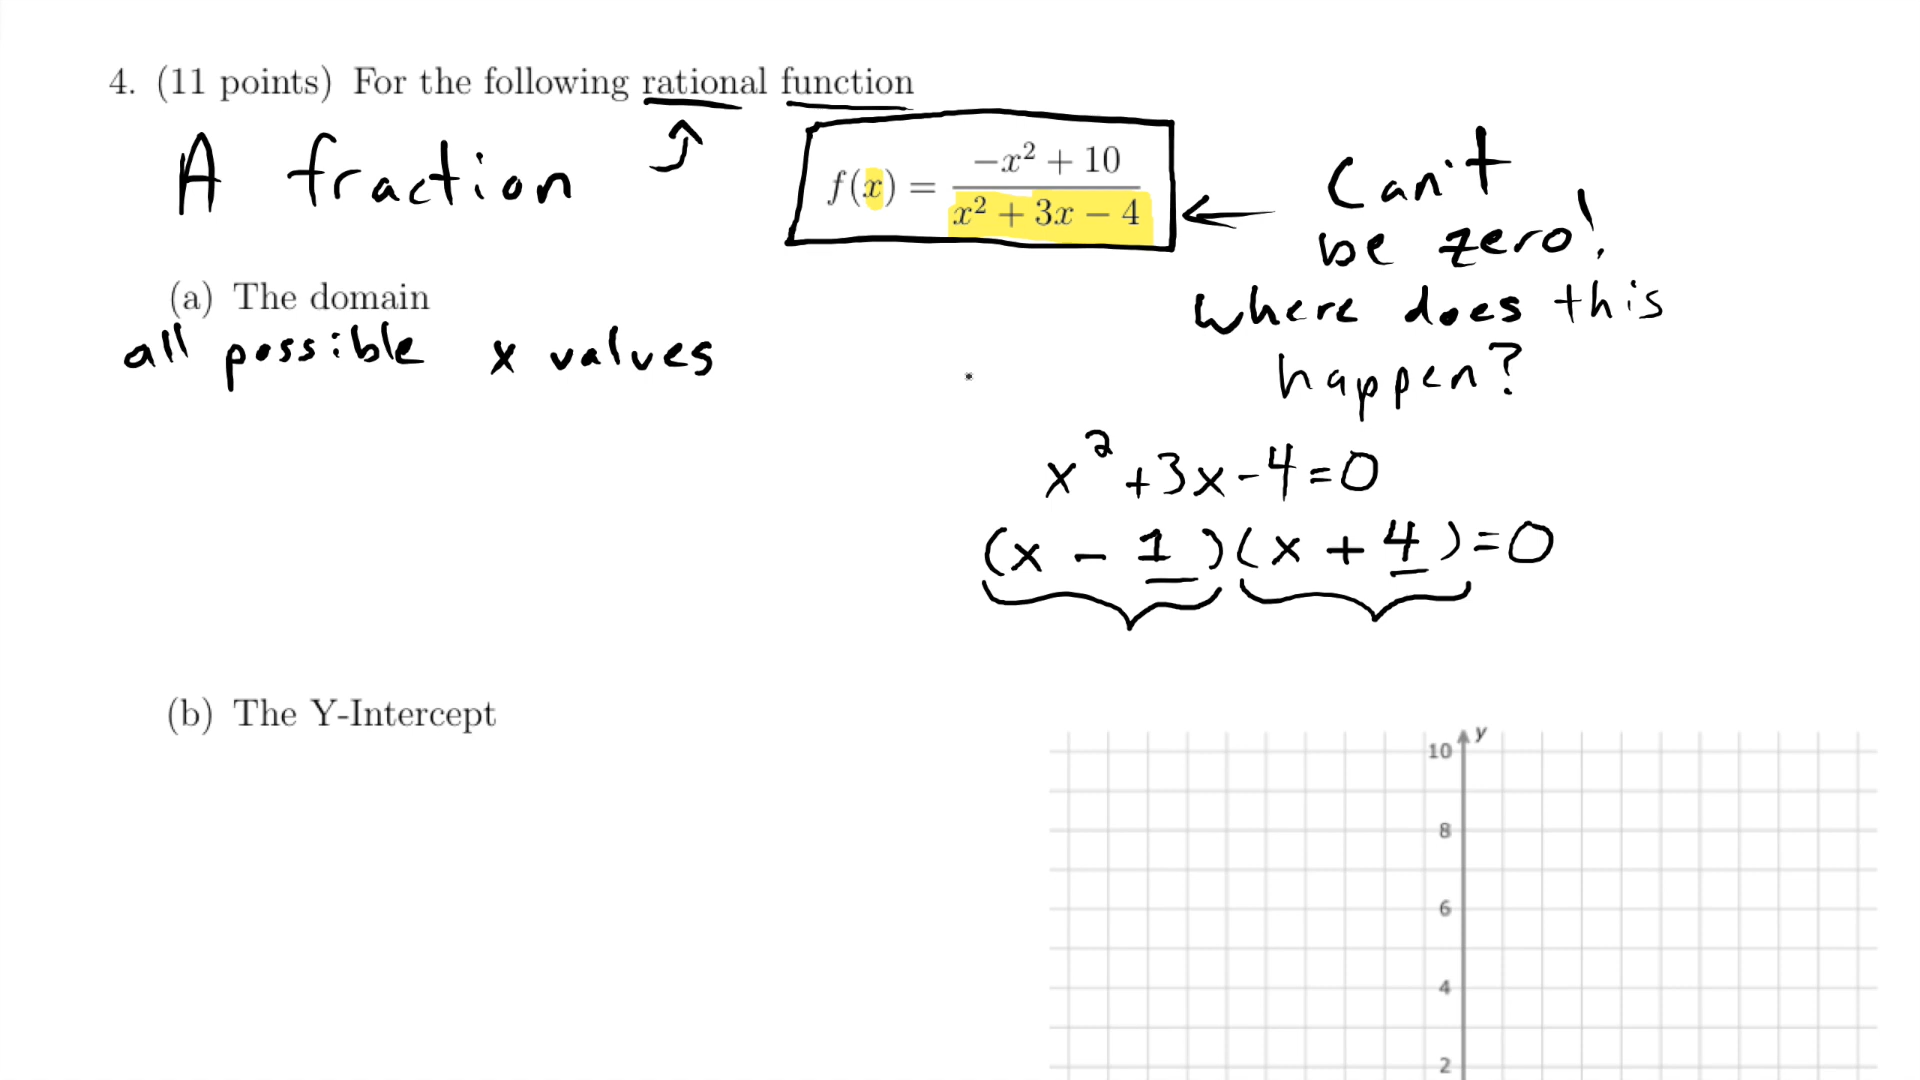 4. (11 points) For the following rational function
A fraction
f(x) = (−x² + 10)/(x² + 3x − 4)
Can't
be zero!
(a) The domain
where does this
all possible x values
happen?
x²+3x-4=0
(x - 1)(x + 4)=0
(b) The Y-Intercept
y
10
8
6
4
2